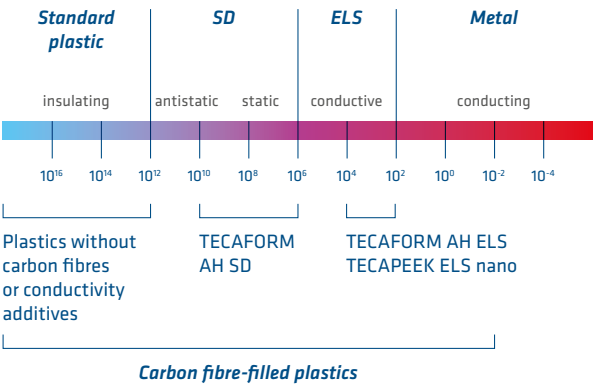 Standard plastic SD ELS Metal
insulating antistatic static conductive conducting
10¹⁶ 10¹⁴ 10¹² 10¹⁰ 10⁸ 10⁶ 10⁴ 10² 10⁰ 10⁻² 10⁻⁴
Plastics without
carbon fibres
or conductivity
additives
TECAFORM
AH SD
TECAFORM AH ELS
TECAPEEK ELS nano
Carbon fibre-filled plastics